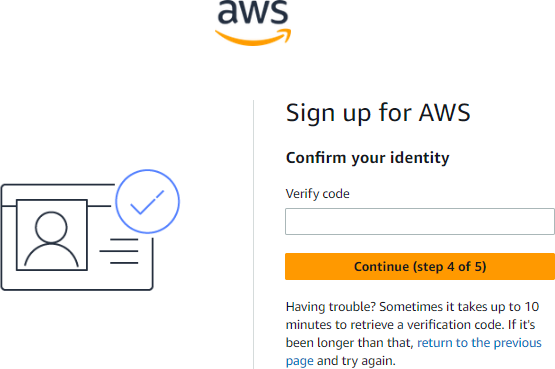 aws
Sign up for AWS
Confirm your identity
Verify code
Continue (step 4 of 5)
Having trouble? Sometimes it takes up to 10
minutes to retrieve a verification code. If it's
been longer than that, return to the previous
page and try again.